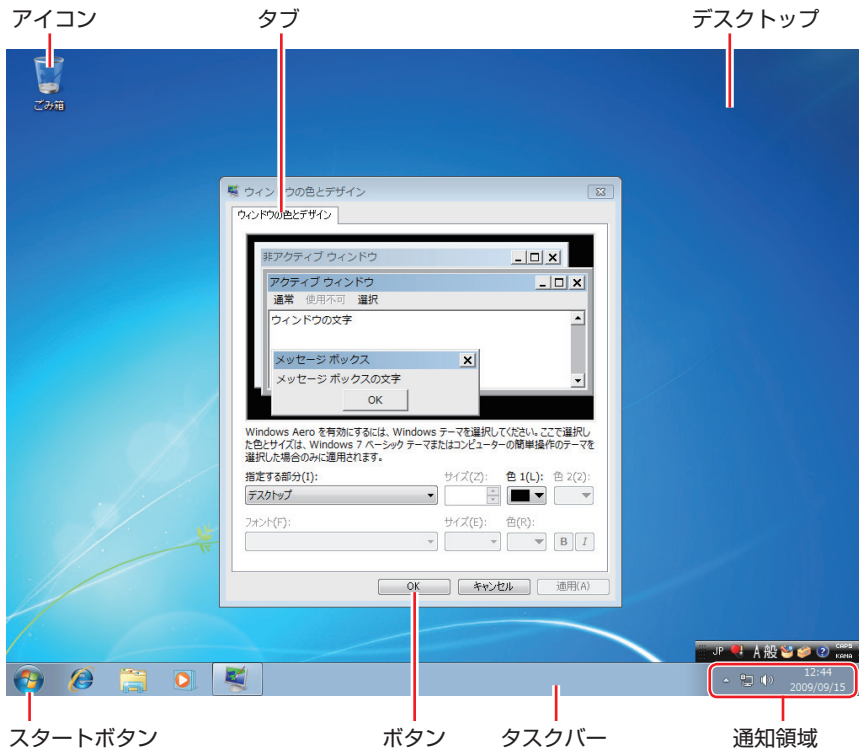 アイコン
タブ
デスクトップ
ごみ箱
ウィンドウの色とデザイン
ウィンドウの色とデザイン
非アクティブ ウィンドウ
アクティブ ウィンドウ
通常 使用不可 選択
ウィンドウの文字
メッセージ ボックス
メッセージ ボックスの文字
OK
Windows Aero を有効にするには、Windows テーマを選択してください。ここで選択し
た色とサイズは、Windows 7 ベーシック テーマまたはコンピューターの簡単操作のテーマを
選択した場合のみに適用されます。
指定する部分(I): サイズ(Z): 色 1(L): 色 2(2):
デスクトップ
フォント(F): サイズ(E): 色(R):
B I
OK キャンセル 適用(A)
JP A 般 CAPS
KANA
12:44
2009/09/15
スタートボタン
ボタン
タスクバー
通知領域